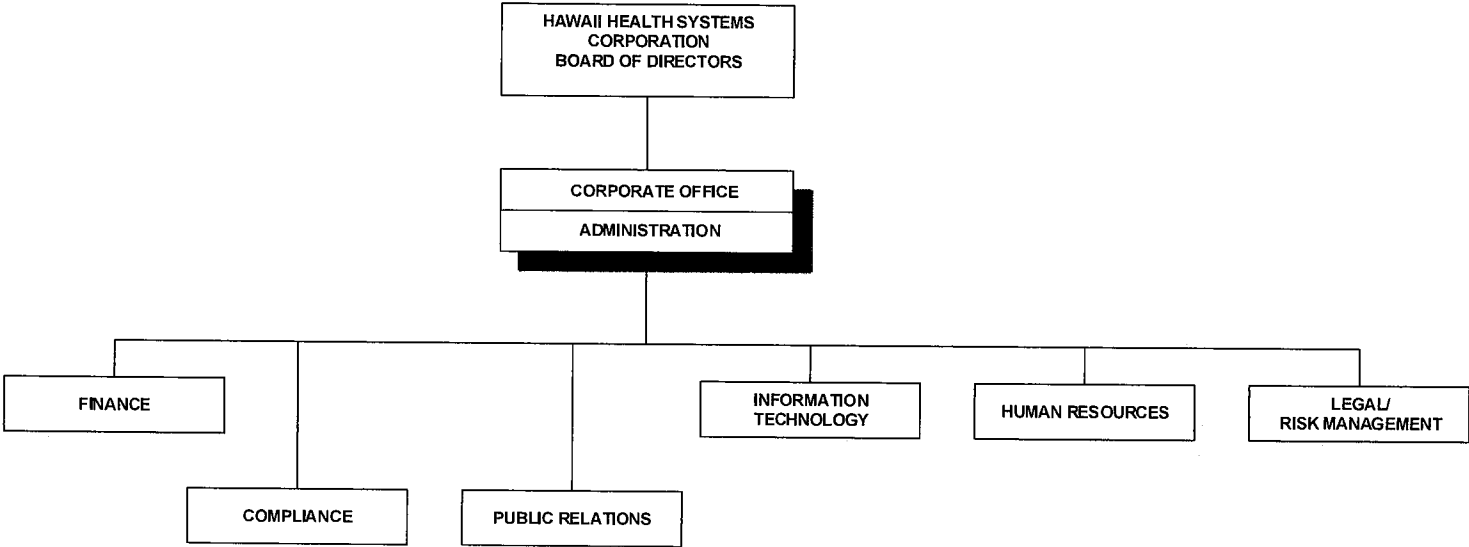 HAWAII HEALTH SYSTEMS
CORPORATION
BOARD OF DIRECTORS
CORPORATE OFFICE
ADMINISTRATION
FINANCE
INFORMATION
TECHNOLOGY
HUMAN RESOURCES
LEGAL/
RISK MANAGEMENT
COMPLIANCE
PUBLIC RELATIONS